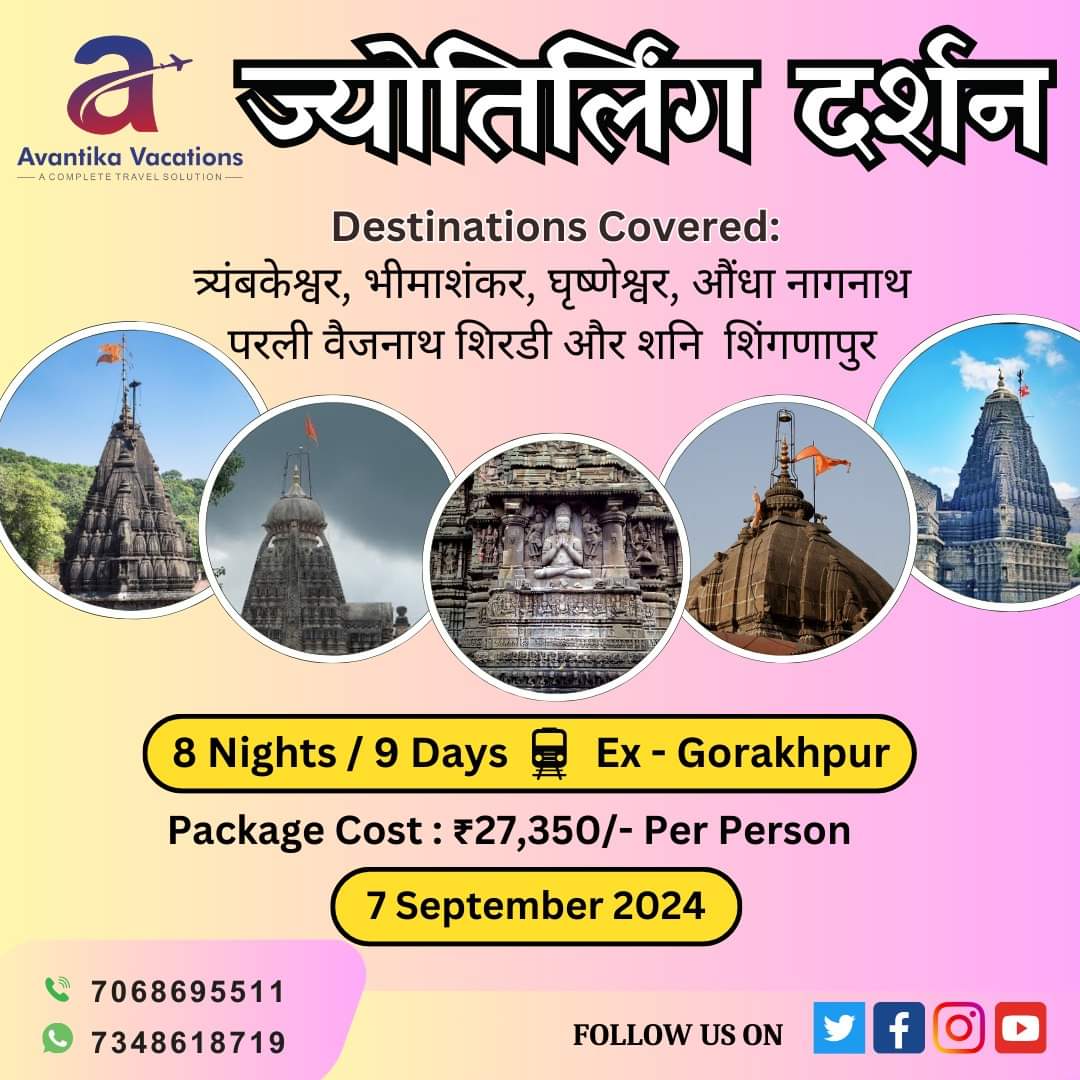 a
Avantika Vacations
A COMPLETE TRAVEL SOLUTION
ज्योतिर्लिंग दर्शन
Destinations Covered:
त्र्यंबकेश्वर, भीमाशंकर, घृष्णेश्वर, औंधा नागनाथ
परली वैजनाथ शिरडी और शनि शिंगणापुर
8 Nights / 9 Days Ex - Gorakhpur
Package Cost : ₹27,350/- Per Person
7 September 2024
7068695511
7348618719
FOLLOW US ON